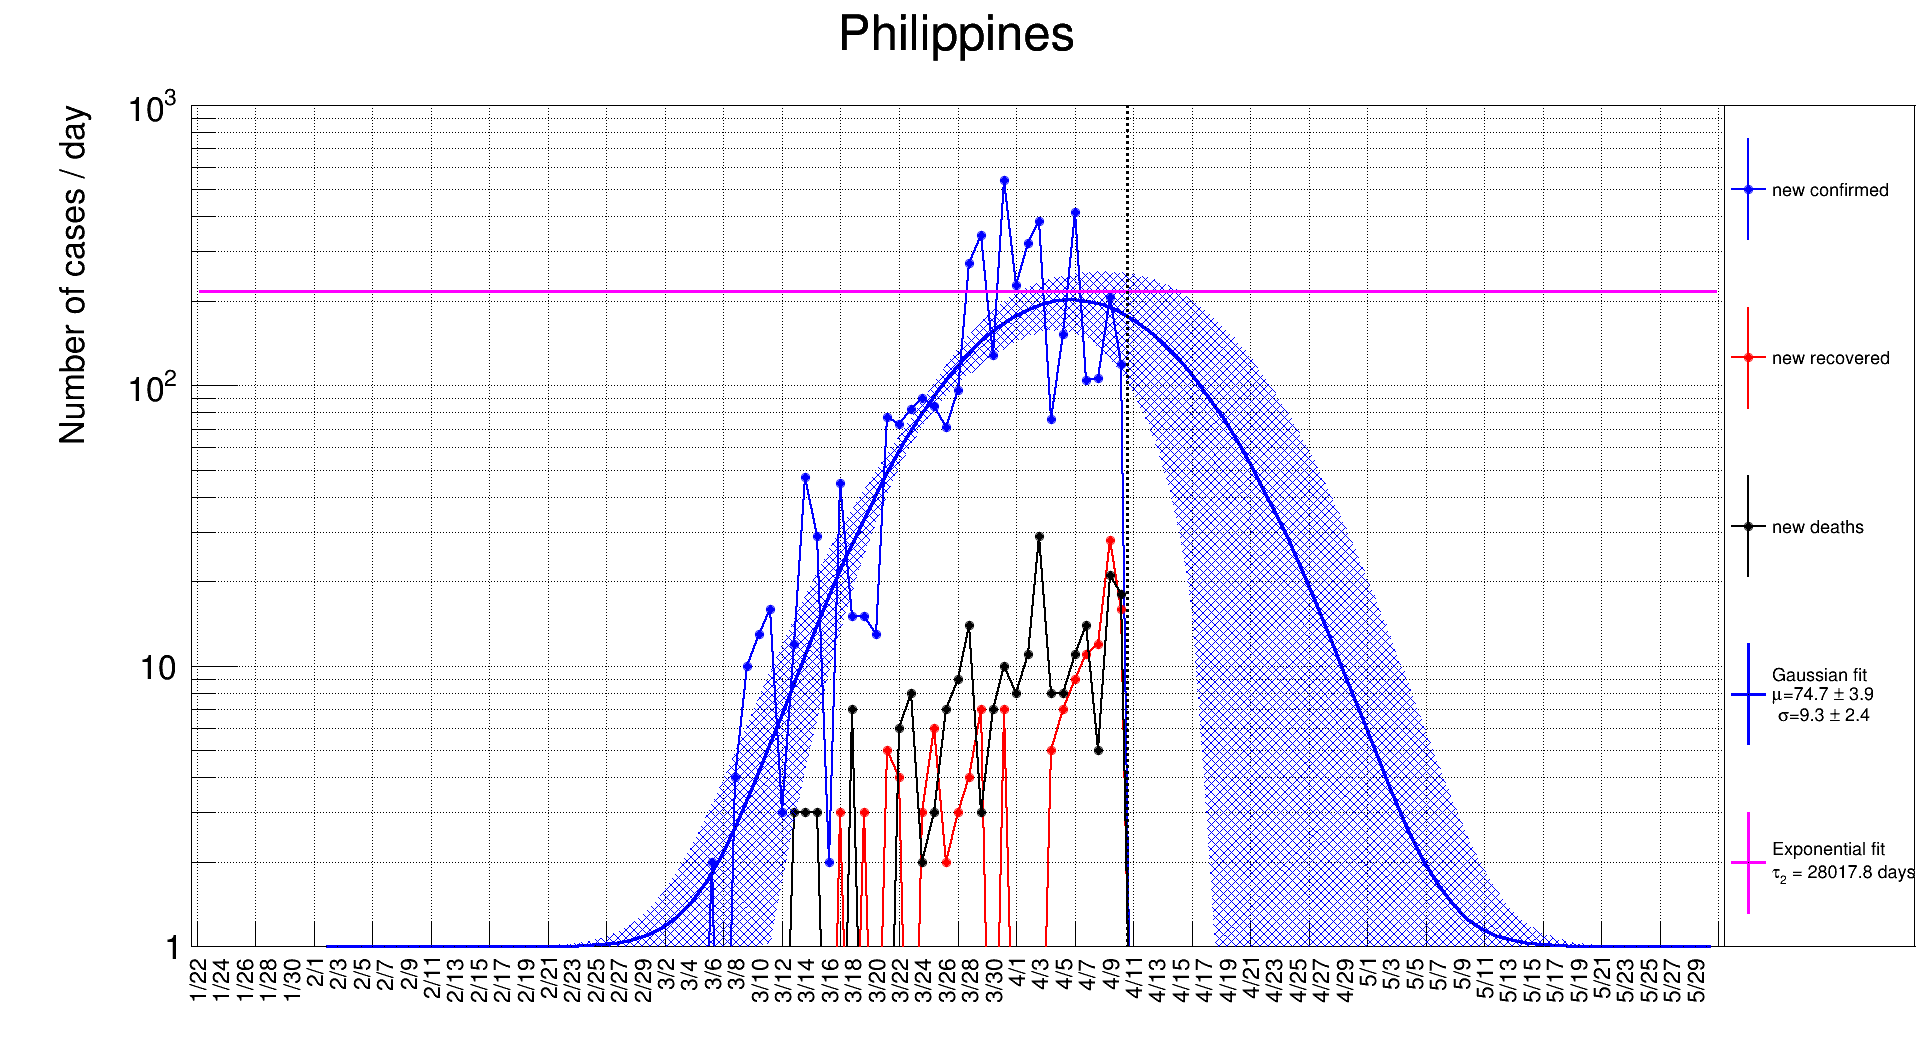 Philippines
Number of cases / day
10³
10²
10
1
1/22 1/24 1/26 1/28 1/30 2/1 2/3 2/5 2/7 2/9 2/11 2/13 2/15 2/17 2/19 2/21 2/23 2/25 2/27 2/29 3/2 3/4 3/6 3/8 3/10 3/12 3/14 3/16 3/18 3/20 3/22 3/24 3/26 3/28 3/30 4/1 4/3 4/5 4/7 4/9 4/11 4/13 4/15 4/17 4/19 4/21 4/23 4/25 4/27 4/29 5/1 5/3 5/5 5/7 5/9 5/11 5/13 5/15 5/17 5/19 5/21 5/23 5/25 5/27 5/29
new confirmed
new recovered
new deaths
Gaussian fit
μ=74.7 ± 3.9
σ=9.3 ± 2.4
Exponential fit
τ₂ = 28017.8 days